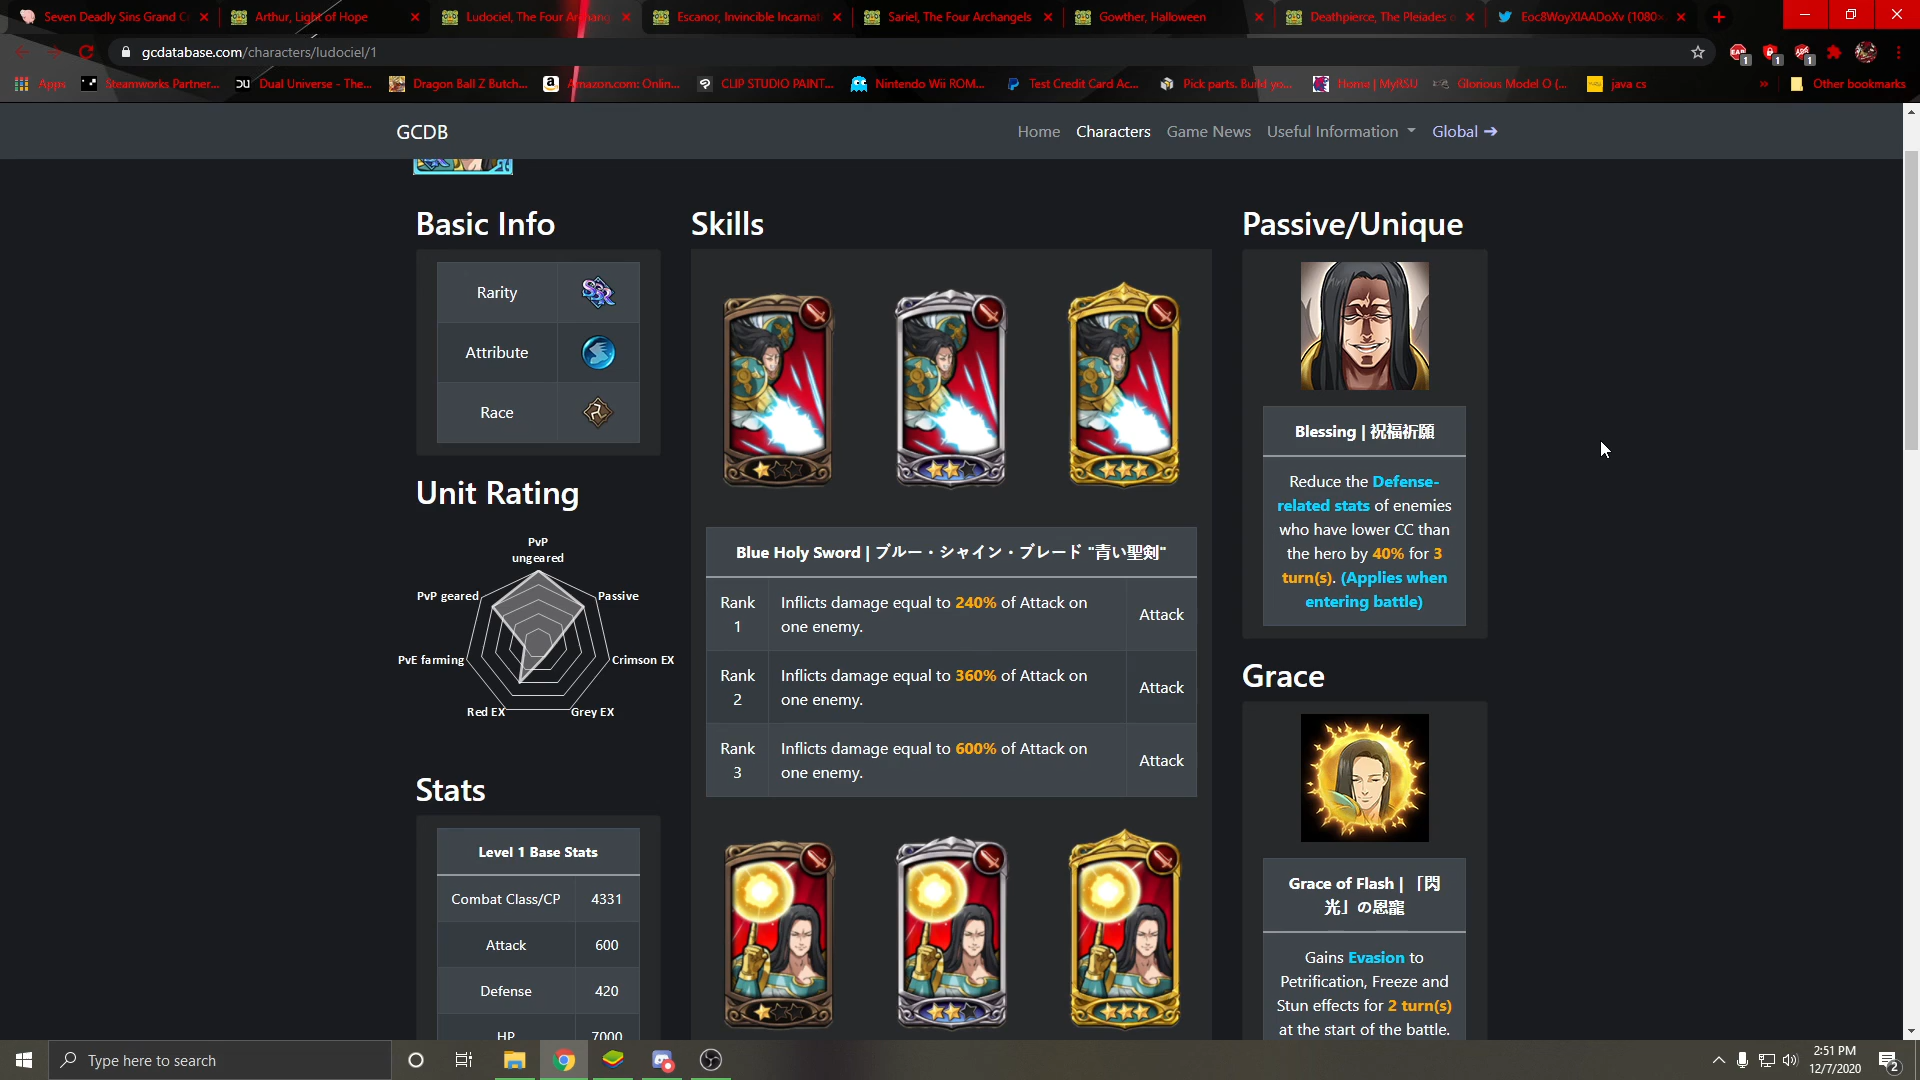 Seven Deadly Sins Grand C
Arthur, Light of Hope
Ludociel, The Four Archang
Escanor, Invincible Incarnati
Sariel, The Four Archangels
Gowther, Halloween
Deathpierce, The Pleiades o
Eoc8WoyXIAADoXv (1080×
gcdatabase.com/characters/ludociel/1
Apps
Steamworks Partner...
Dual Universe - The...
Dragon Ball Z Butch...
Amazon.com: Onlin...
CLIP STUDIO PAINT...
Nintendo Wii ROM...
Test Credit Card Ac...
Pick parts. Build yo...
Home | MyRSU
Glorious Model O (...
java cs
Other bookmarks
GCDB
Home
Characters
Game News
Useful Information
Global ➔
Basic Info
Rarity
SSR
Attribute
Race
Unit Rating
PvP
ungeared
PvP geared
Passive
PvE farming
Crimson EX
Red EX
Grey EX
Stats
Level 1 Base Stats
Combat Class/CP 4331
Attack 600
Defense 420
HP 7000
Skills
Blue Holy Sword | ブルー・シャイン・ブレード "青い聖剣"
Rank
1
Inflicts damage equal to 240% of Attack on
one enemy.
Attack
Rank
2
Inflicts damage equal to 360% of Attack on
one enemy.
Attack
Rank
3
Inflicts damage equal to 600% of Attack on
one enemy.
Attack
Passive/Unique
Blessing | 祝福祈願
Reduce the Defense-
related stats of enemies
who have lower CC than
the hero by 40% for 3
turn(s). (Applies when
entering battle)
Grace
Grace of Flash | 「閃
光」の恩寵
Gains Evasion to
Petrification, Freeze and
Stun effects for 2 turn(s)
at the start of the battle.
Type here to search
2:51 PM
12/7/2020
2